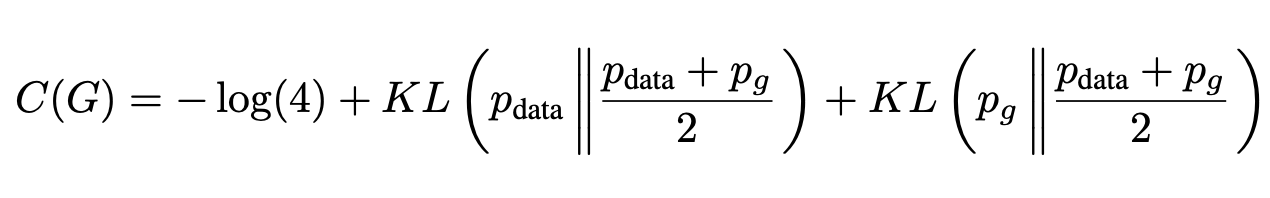 C(G) = − log(4) + KL ( p_data ‖ (p_data + p_g) / 2 ) + KL ( p_g ‖ (p_data + p_g) / 2 )